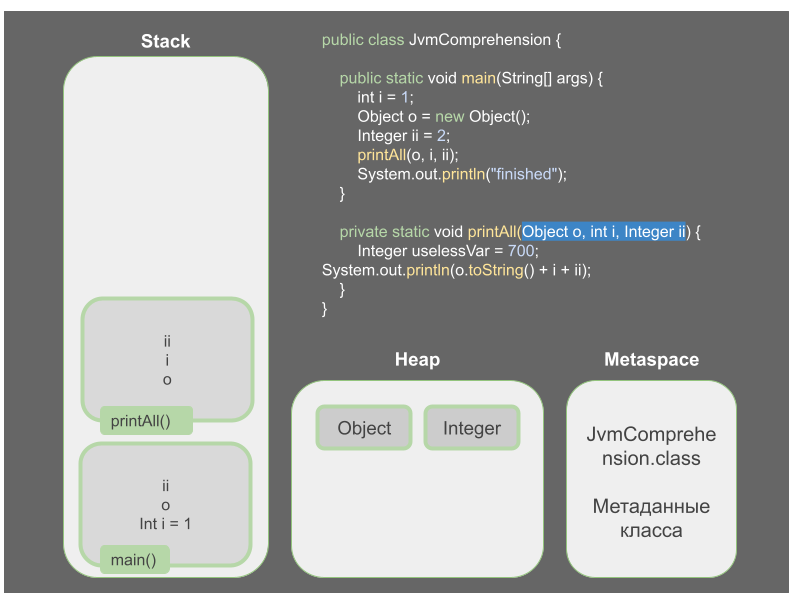 Stack
public class JvmComprehension {
public static void main(String[] args) {
int i = 1;
Object o = new Object();
Integer ii = 2;
printAll(o, i, ii);
System.out.println("finished");
}
private static void printAll(Object o, int i, Integer ii) {
Integer uselessVar = 700;
System.out.println(o.toString() + i + ii);
}
}
ii
i
o
printAll()
ii
o
Int i = 1
main()
Heap
Object
Integer
Metaspace
JvmComprehe
nsion.class
Метаданные
класса